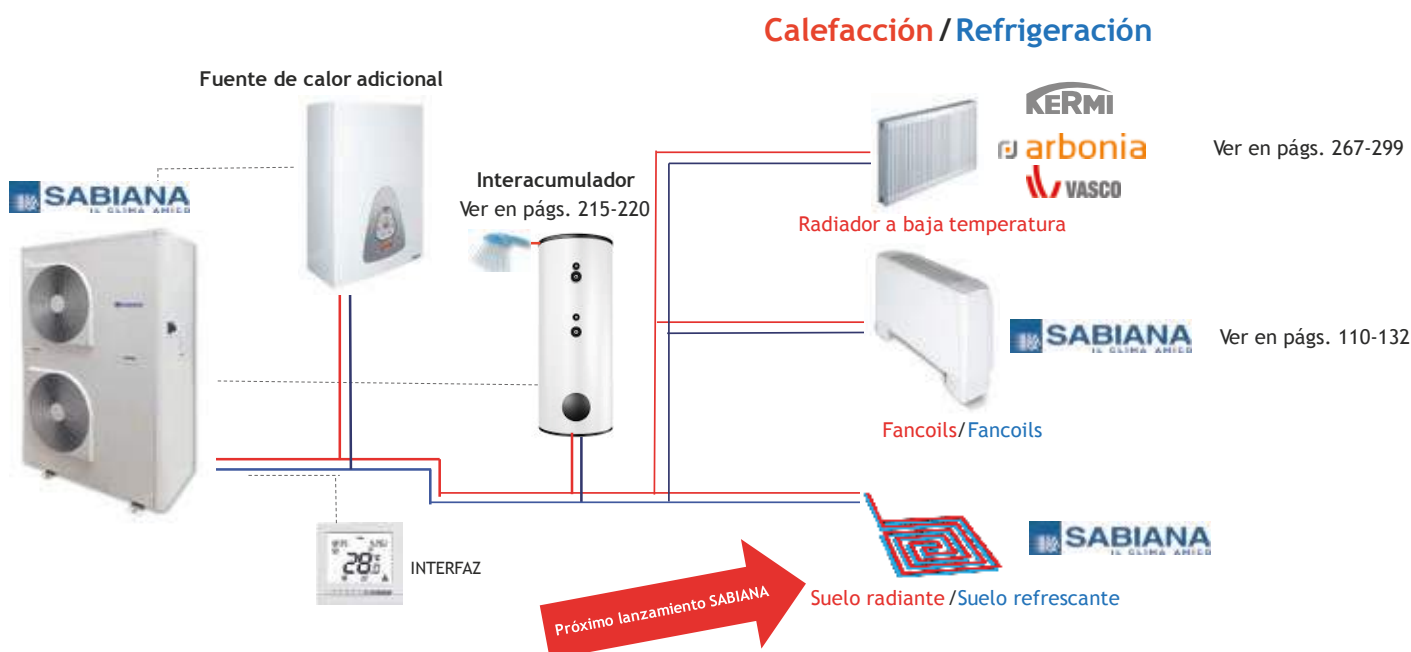 Calefacción / Refrigeración
Fuente de calor adicional
SABIANA
IL CLIMA AMICO
Interacumulador
Ver en págs. 215-220
KERMI
arbonia
VASCO
Ver en págs. 267-299
Radiador a baja temperatura
SABIANA
IL CLIMA AMICO
Ver en págs. 110-132
Fancoils/Fancoils
28
INTERFAZ
SABIANA
IL CLIMA AMICO
Próximo lanzamiento SABIANA
Suelo radiante /Suelo refrescante